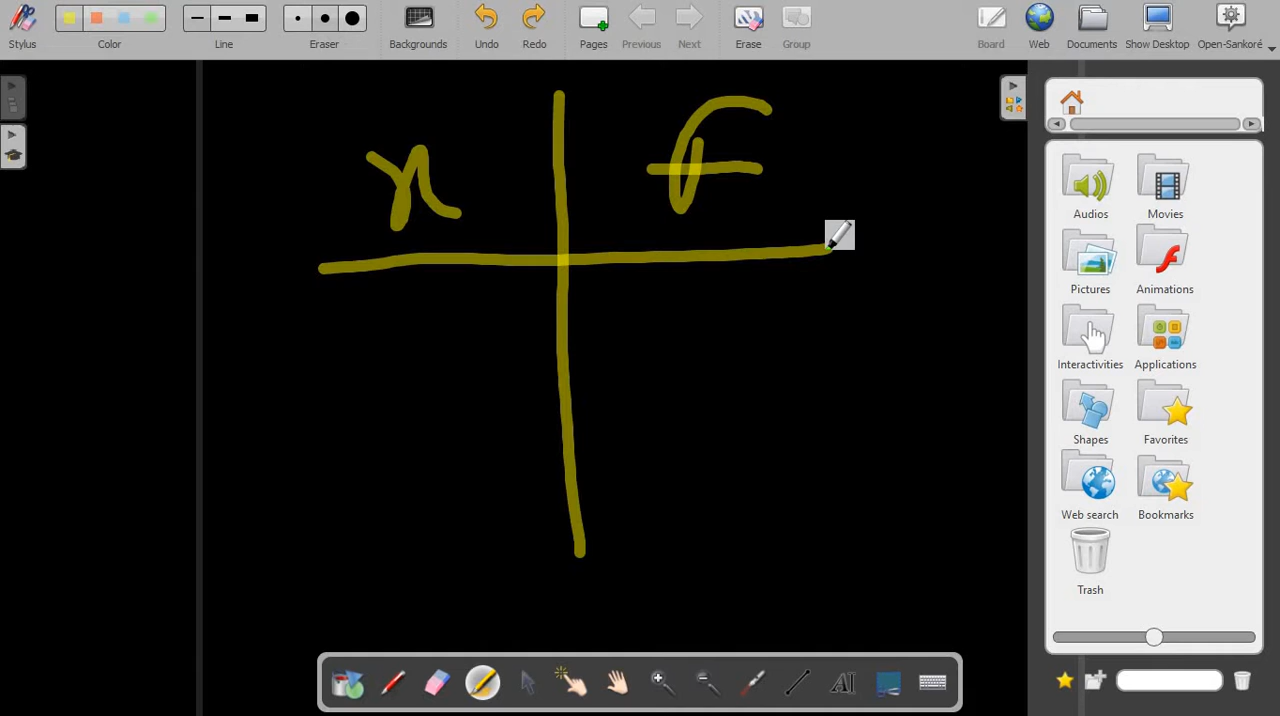 Stylus Color Line Eraser Backgrounds Undo Redo Pages Previous Next Erase Group Board Web Documents Show Desktop Open-Sankoré
x f
Audios Movies
Pictures Animations
Interactivities Applications
Shapes Favorites
Web search Bookmarks
Trash
AI